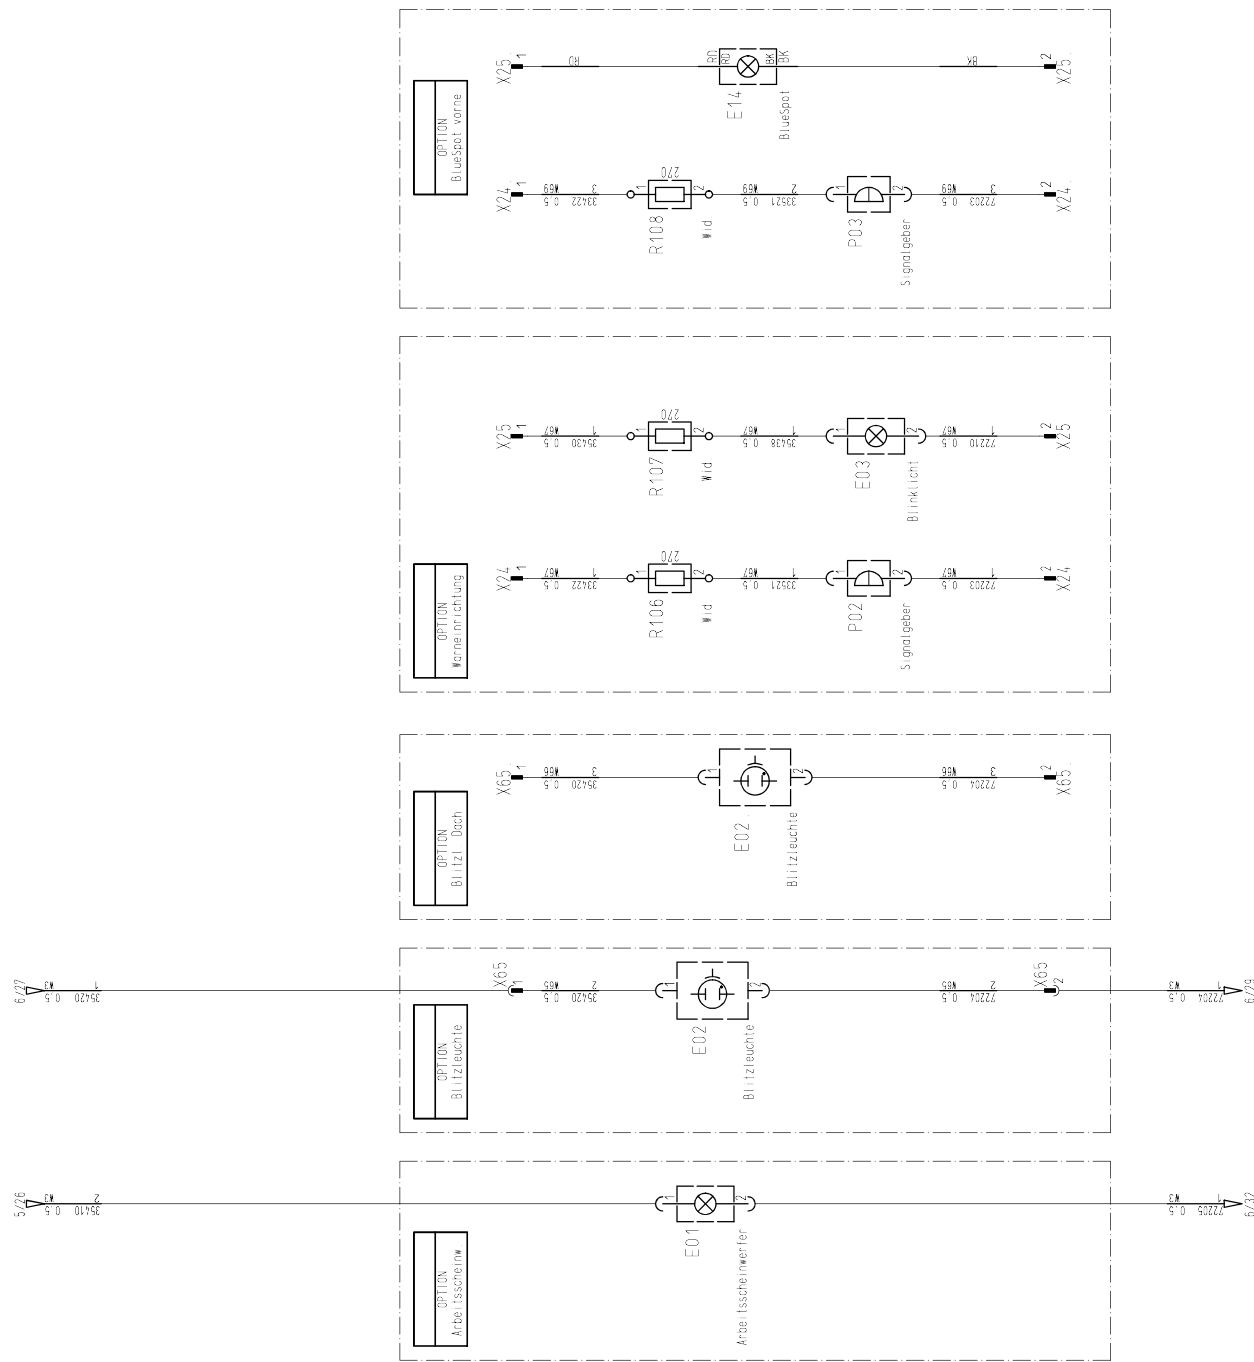 OPTION
BlueSpot vorne
X25
1
RD
RD
RD
E14
BK
BK
BlueSpot
BK
2
X25
X24
1
W69 3
0.5 33422
R108
1
270
2
Wid
W69 2
0.5 33521
P03
1
2
Signalgeber
W69 3
0.5 72203
2
X24
OPTION
Warneinrichtung
X25
1
W67 1
0.5 35430
R107
1
270
2
Wid
W67 1
0.5 35438
E03
1
2
Blinklicht
W67 1
0.5 72210
2
X25
X24
1
W67 1
0.5 33422
R106
1
270
2
Wid
W67 1
0.5 33521
P02
1
2
Signalgeber
W67 1
0.5 72203
2
X24
OPTION
Blitzl. Dach
X65
1
W66 3
0.5 35420
1
E02
2
Blitzleuchte
W66 3
0.5 72204
2
X65
OPTION
Blitzleuchte
6/27
W3 1
0.5 35420
X65
1
W65 2
0.5 35420
1
E02
2
Blitzleuchte
W65 2
0.5 72204
X65
2
W3 1
0.5 72204
6/29
OPTION
Arbeitsscheinw
5/26
W3 2
0.5 35410
1
E01
2
Arbeitsscheinwerfer
W3 1
0.5 72205
6/32